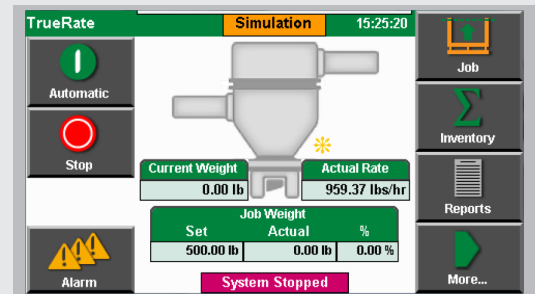 TrueRate Simulation 15:25:20
Automatic
Stop
Alarm
Current Weight
0.00 lb
Actual Rate
959.37 lbs/hr
Job Weight
Set Actual %
500.00 lb 0.00 lb 0.00 %
System Stopped
Job
Inventory
Reports
More...